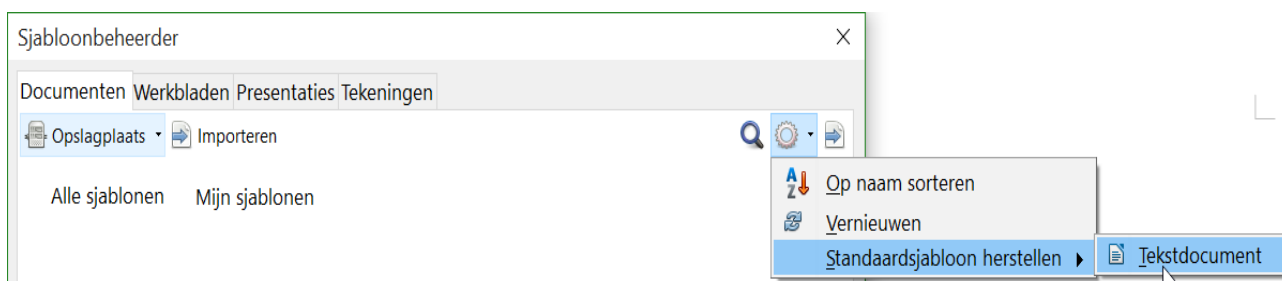 Sjabloonbeheerder
Documenten Werkbladen Presentaties Tekeningen
Opslagplaats Importeren
Alle sjablonen Mijn sjablonen
Op naam sorteren
Vernieuwen
Standaardsjabloon herstellen
Tekstdocument